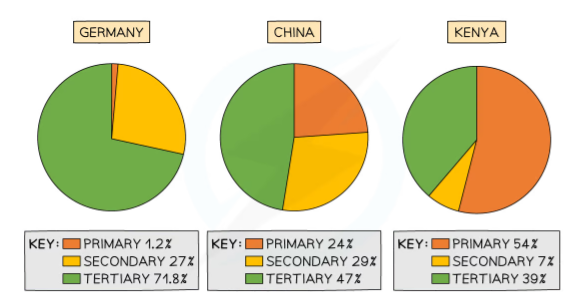 GERMANY
CHINA
KENYA
KEY: PRIMARY 1.2%
SECONDARY 27%
TERTIARY 71.8%
KEY: PRIMARY 24%
SECONDARY 29%
TERTIARY 47%
KEY: PRIMARY 54%
SECONDARY 7%
TERTIARY 39%